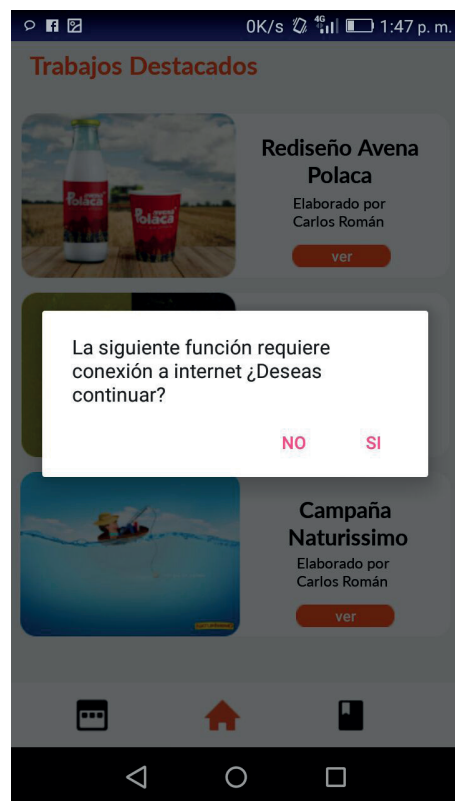 0K/s 4G 1:47 p. m.
Trabajos Destacados
Polaca
Polaca
Rediseño Avena
Polaca
Elaborado por
Carlos Román
ver
La siguiente función requiere
conexión a internet ¿Deseas
continuar?
NO SI
Campaña
Naturissimo
Elaborado por
Carlos Román
ver